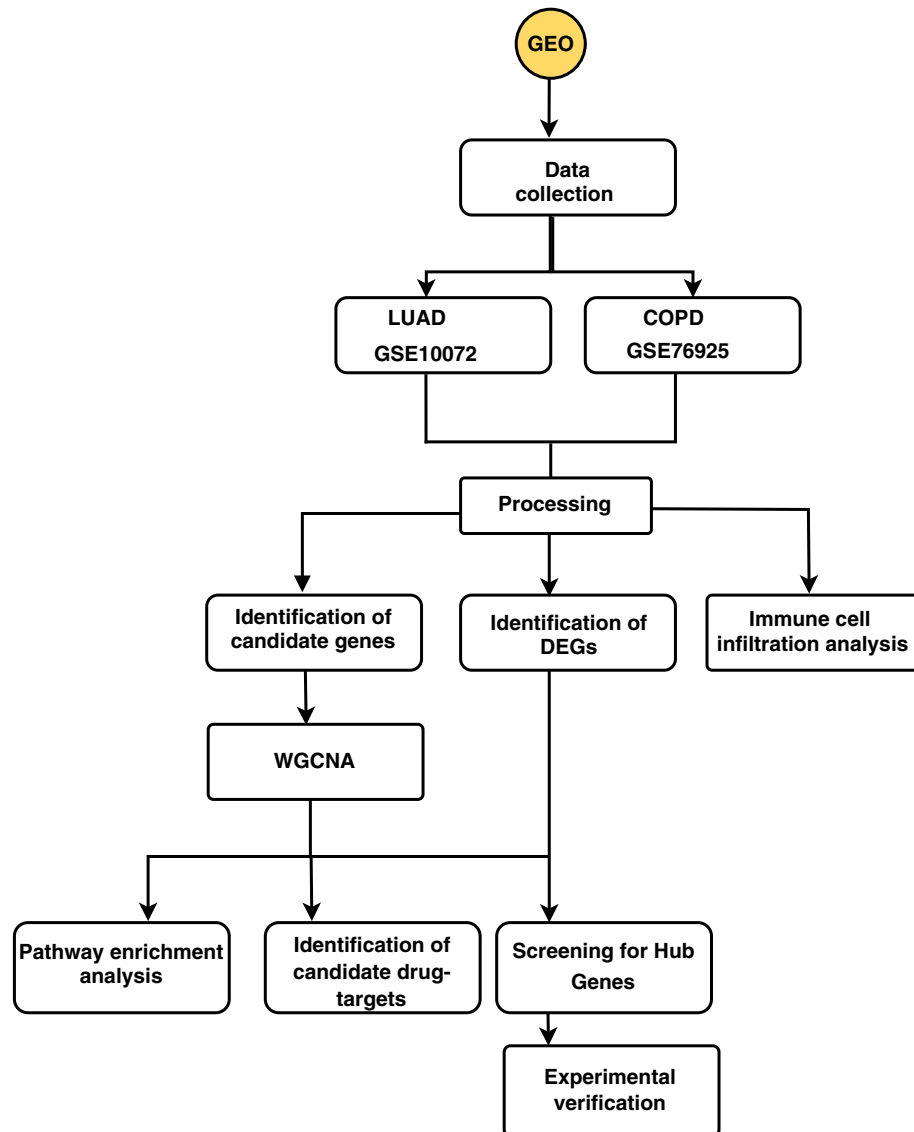 GEO
Data
collection
LUAD
GSE10072
COPD
GSE76925
Processing
Identification of
candidate genes
Identification of
DEGs
Immune cell
infiltration analysis
WGCNA
Pathway enrichment
analysis
Identification of
candidate drug-
targets
Screening for Hub
Genes
Experimental
verification